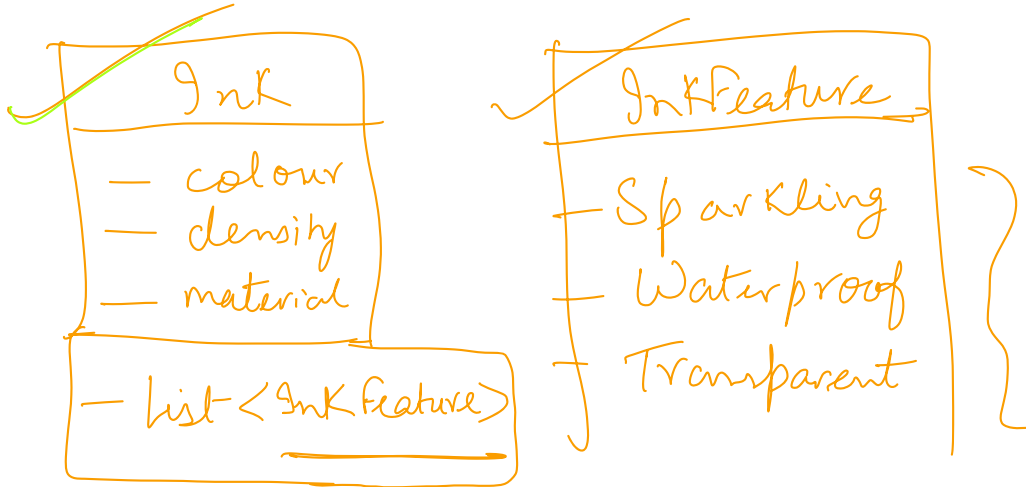 Ink
— colour
— density
— material
— List <InkFeature>
InkFeature
— Sparkling
— Waterproof
— Transparent